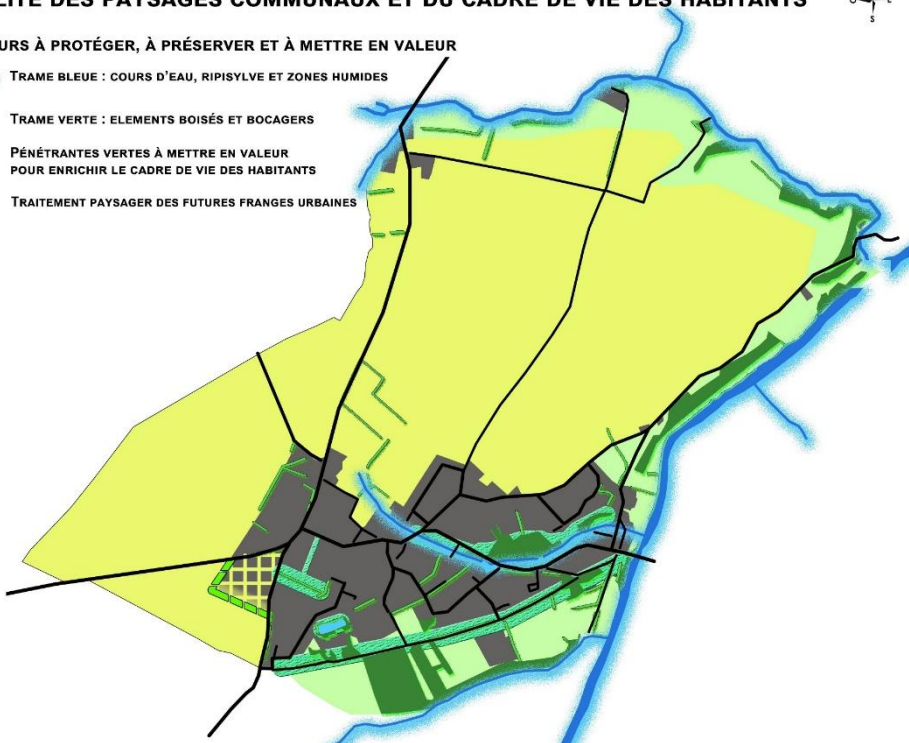 LITÉ DES PAYSAGES COMMUNAUX ET DU CADRE DE VIE DES HABITANTS
URS À PROTÉGER, À PRÉSERVER ET À METTRE EN VALEUR
TRAME BLEUE : COURS D'EAU, RIPISYLVE ET ZONES HUMIDES
TRAME VERTE : ELEMENTS BOISÉS ET BOCAGERS
PÉNÉTRANTES VERTES À METTRE EN VALEUR
POUR ENRICHIR LE CADRE DE VIE DES HABITANTS
TRAITEMENT PAYSAGER DES FUTURES FRANGES URBAINES
S